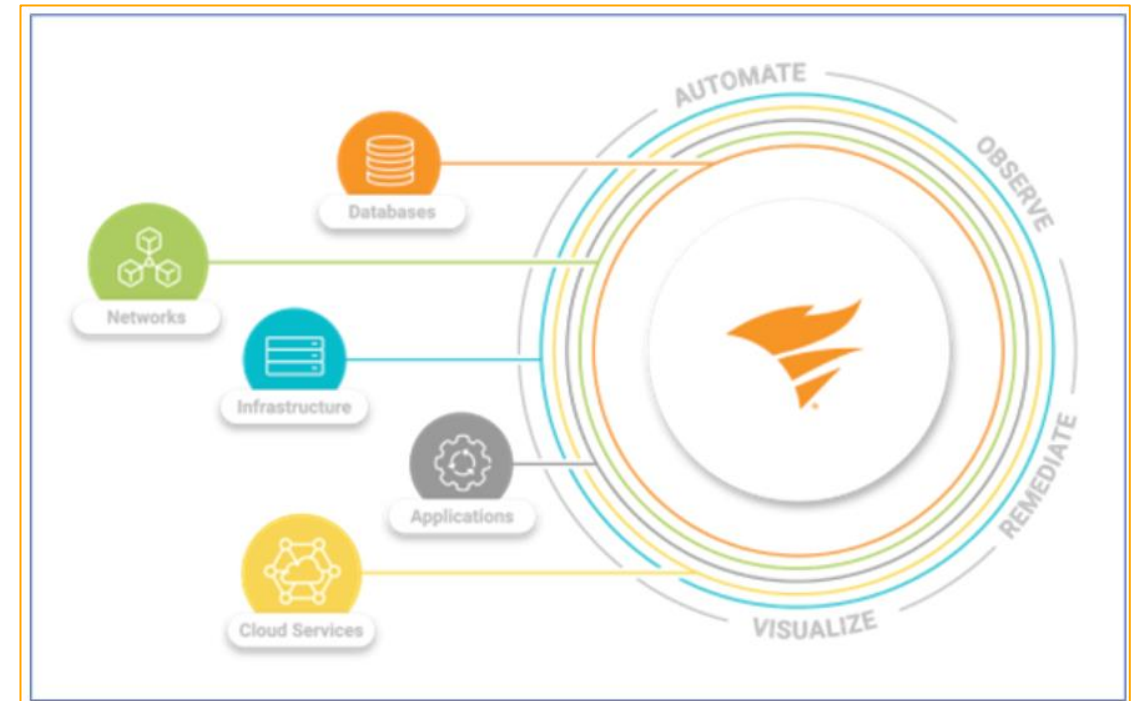 AUTOMATE
OBSERVE
Databases
Networks
Infrastructure
REMEDIATE
Applications
Cloud Services
VISUALIZE